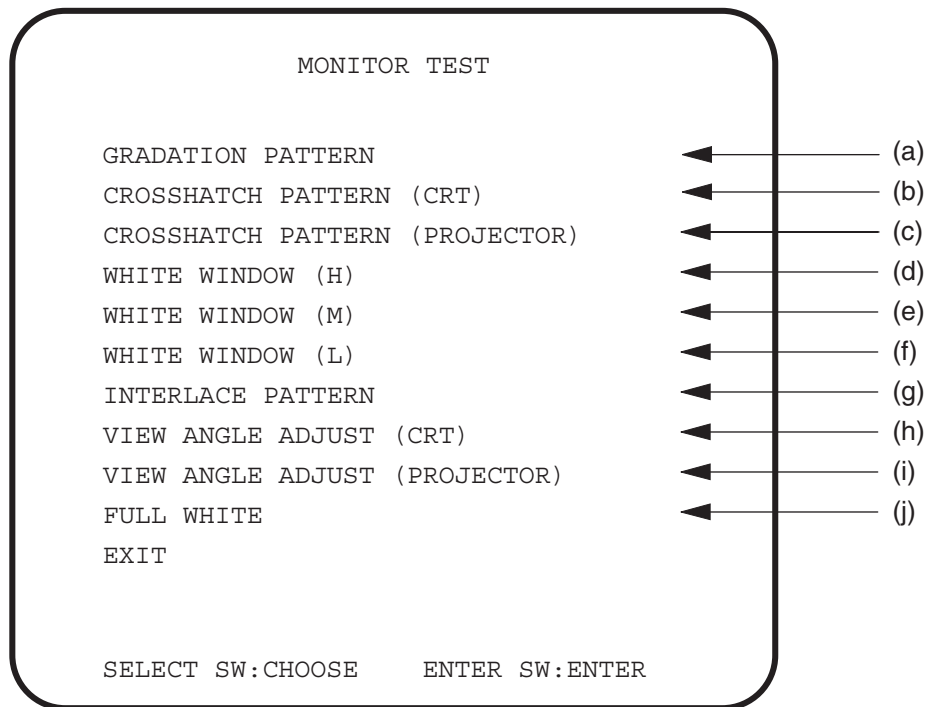 MONITOR TEST
GRADATION PATTERN (a)
CROSSHATCH PATTERN (CRT) (b)
CROSSHATCH PATTERN (PROJECTOR) (c)
WHITE WINDOW (H) (d)
WHITE WINDOW (M) (e)
WHITE WINDOW (L) (f)
INTERLACE PATTERN (g)
VIEW ANGLE ADJUST (CRT) (h)
VIEW ANGLE ADJUST (PROJECTOR) (i)
FULL WHITE (j)
EXIT
SELECT SW:CHOOSE ENTER SW:ENTER